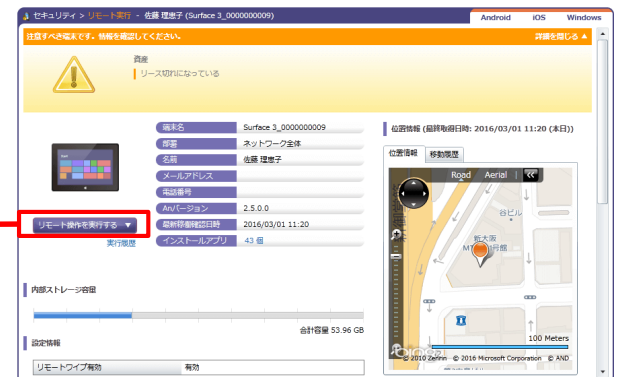 セキュリティ > リモート実行 - 佐藤 理恵子 (Surface 3_0000000009)
Android iOS Windows
注意すべき端末です。情報を確認してください。
詳細を閉じる ▲
資産
リース切れになっている
端末名 Surface 3_0000000009
部署 ネットワーク全体
名前 佐藤 理恵子
メールアドレス
電話番号
Anバージョン 2.5.0.0
最新稼働確認日時 2016/03/01 11:20
インストールアプリ 43 個
リモート操作を実行する ▼
実行履歴
内部ストレージ容量
合計容量 53.96 GB
設定情報
リモートワイプ有効 有効
位置情報 (最終取得日時: 2016/03/01 11:20 (本日))
位置情報 移動履歴
Road Aerial
谷ビル
新大阪
号館
100 Meters
bing
© 2010 Zenrin © 2016 Microsoft Corporation © AND